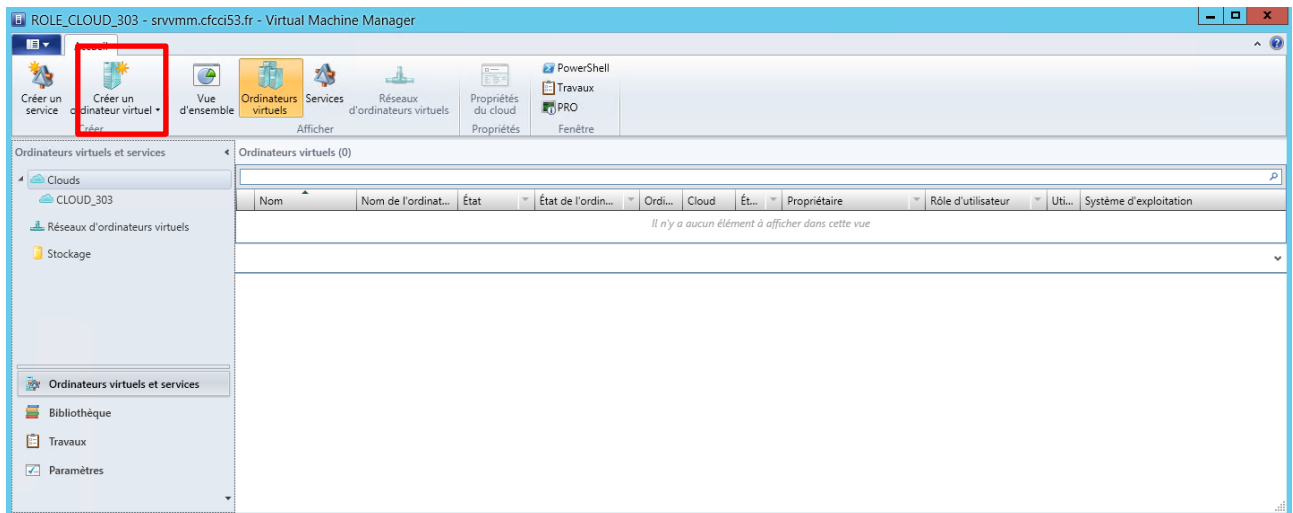 ROLE_CLOUD_303 - srvvmm.cfcci53.fr - Virtual Machine Manager
Accueil
Créer un service
Créer un ordinateur virtuel
Vue d'ensemble
Ordinateurs virtuels
Services
Réseaux d'ordinateurs virtuels
Propriétés du cloud
PowerShell
Travaux
PRO
Créer
Afficher
Propriétés
Fenêtre
Ordinateurs virtuels et services
Ordinateurs virtuels (0)
Clouds
CLOUD_303
Réseaux d'ordinateurs virtuels
Stockage
Nom
Nom de l'ordinat...
État
État de l'ordin...
Ordi...
Cloud
Ét...
Propriétaire
Rôle d'utilisateur
Uti...
Système d'exploitation
Il n'y a aucun élément à afficher dans cette vue
Ordinateurs virtuels et services
Bibliothèque
Travaux
Paramètres